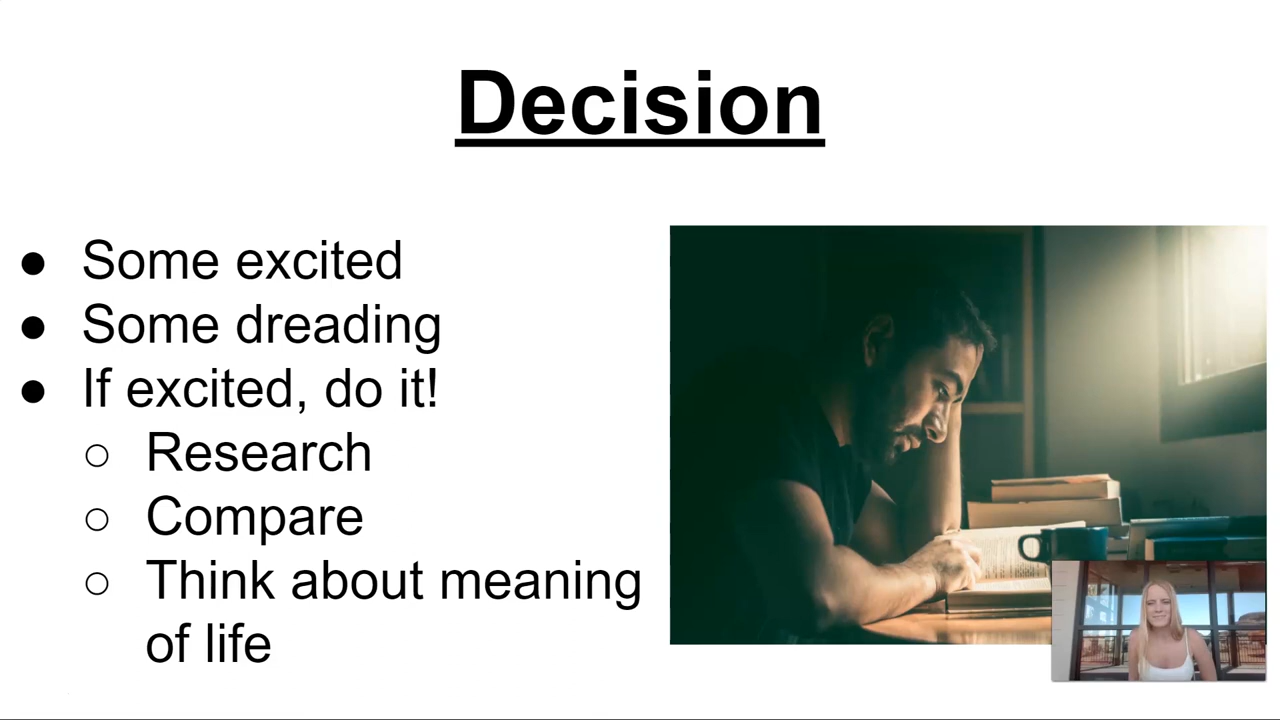 Decision
● Some excited
● Some dreading
● If excited, do it!
○ Research
○ Compare
○ Think about meaning
of life